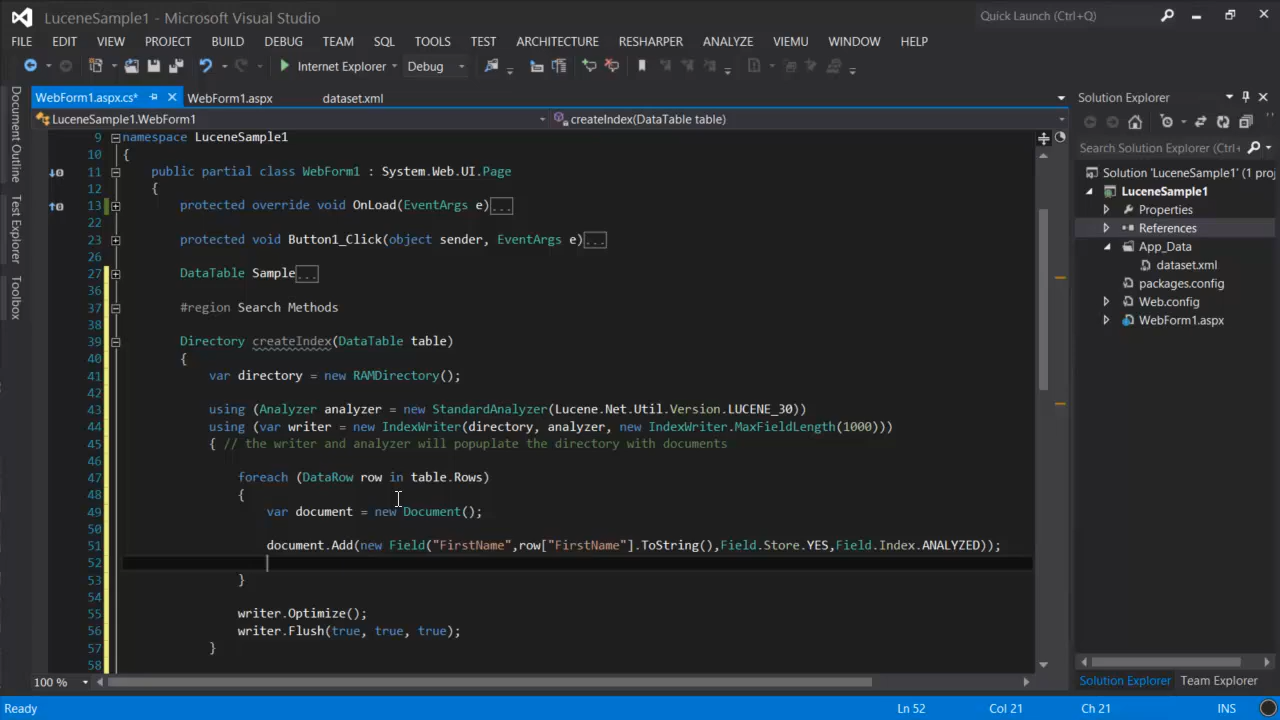 LuceneSample1 - Microsoft Visual Studio
Quick Launch (Ctrl+Q)
FILE EDIT VIEW PROJECT BUILD DEBUG TEAM SQL TOOLS TEST ARCHITECTURE RESHARPER ANALYZE VIEMU WINDOW HELP
Internet Explorer Debug
WebForm1.aspx.cs* WebForm1.aspx dataset.xml
LuceneSample1.WebForm1 createIndex(DataTable table)
Document Outline
Test Explorer
Toolbox
9 namespace LuceneSample1
10 {
11 public partial class WebForm1 : System.Web.UI.Page
12 {
13 protected override void OnLoad(EventArgs e)...
22
23 protected void Button1_Click(object sender, EventArgs e)...
26
27 DataTable Sample...
36
37 #region Search Methods
38
39 Directory createIndex(DataTable table)
40 {
41 var directory = new RAMDirectory();
42
43 using (Analyzer analyzer = new StandardAnalyzer(Lucene.Net.Util.Version.LUCENE_30))
44 using (var writer = new IndexWriter(directory, analyzer, new IndexWriter.MaxFieldLength(1000)))
45 { // the writer and analyzer will popuplate the directory with documents
46
47 foreach (DataRow row in table.Rows)
48 {
49 var document = new Document();
50
51 document.Add(new Field("FirstName",row["FirstName"].ToString(),Field.Store.YES,Field.Index.ANALYZED));
52
53 }
54
55 writer.Optimize();
56 writer.Flush(true, true, true);
57 }
58
100 %
Solution Explorer
Search Solution Explorer (Ctrl+
Solution 'LuceneSample1' (1 proj
LuceneSample1
Properties
References
App_Data
dataset.xml
packages.config
Web.config
WebForm1.aspx
Solution Explorer Team Explorer
Ready Ln 52 Col 21 Ch 21 INS